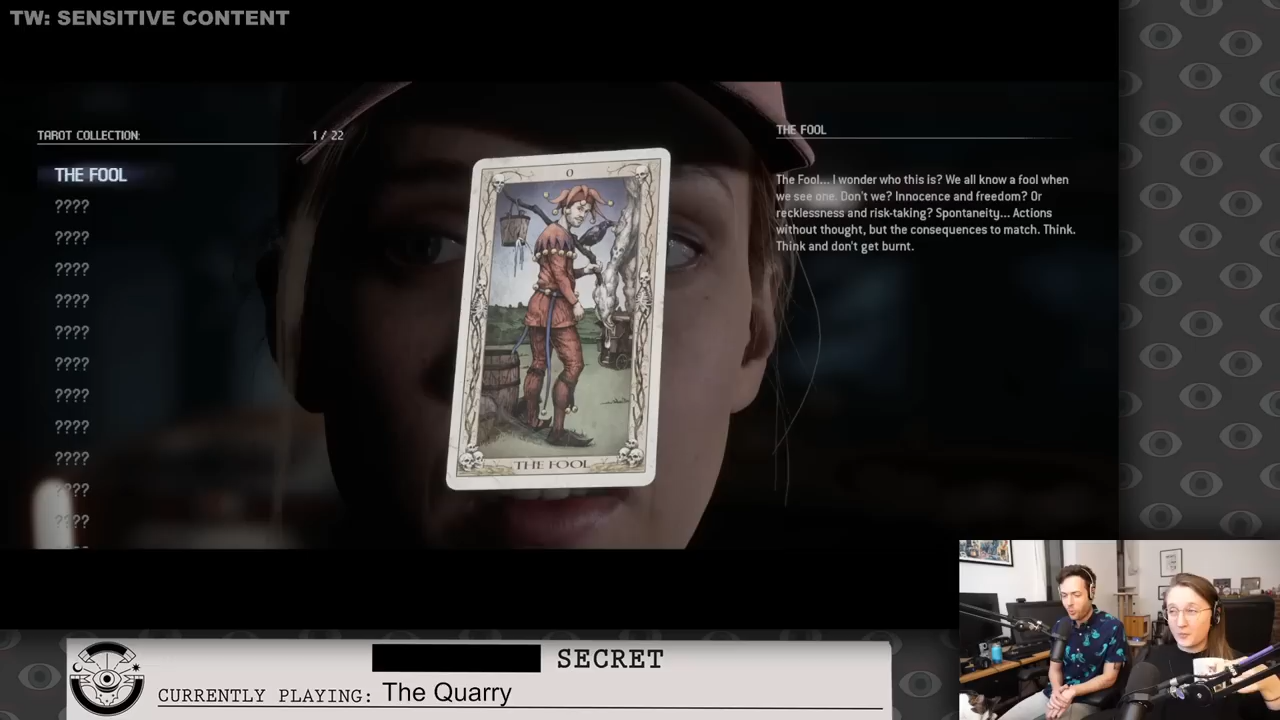 TW: SENSITIVE CONTENT
TAROT COLLECTION: 1 / 22
THE FOOL
????
????
????
????
????
????
????
????
????
????
????
0
THE FOOL
THE FOOL
The Fool... I wonder who this is? We all know a fool when
we see one. Don't we? Innocence and freedom? Or
recklessness and risk-taking? Spontaneity... Actions
without thought, but the consequences to match. Think.
Think and don't get burnt.
SECRET
CURRENTLY PLAYING: The Quarry